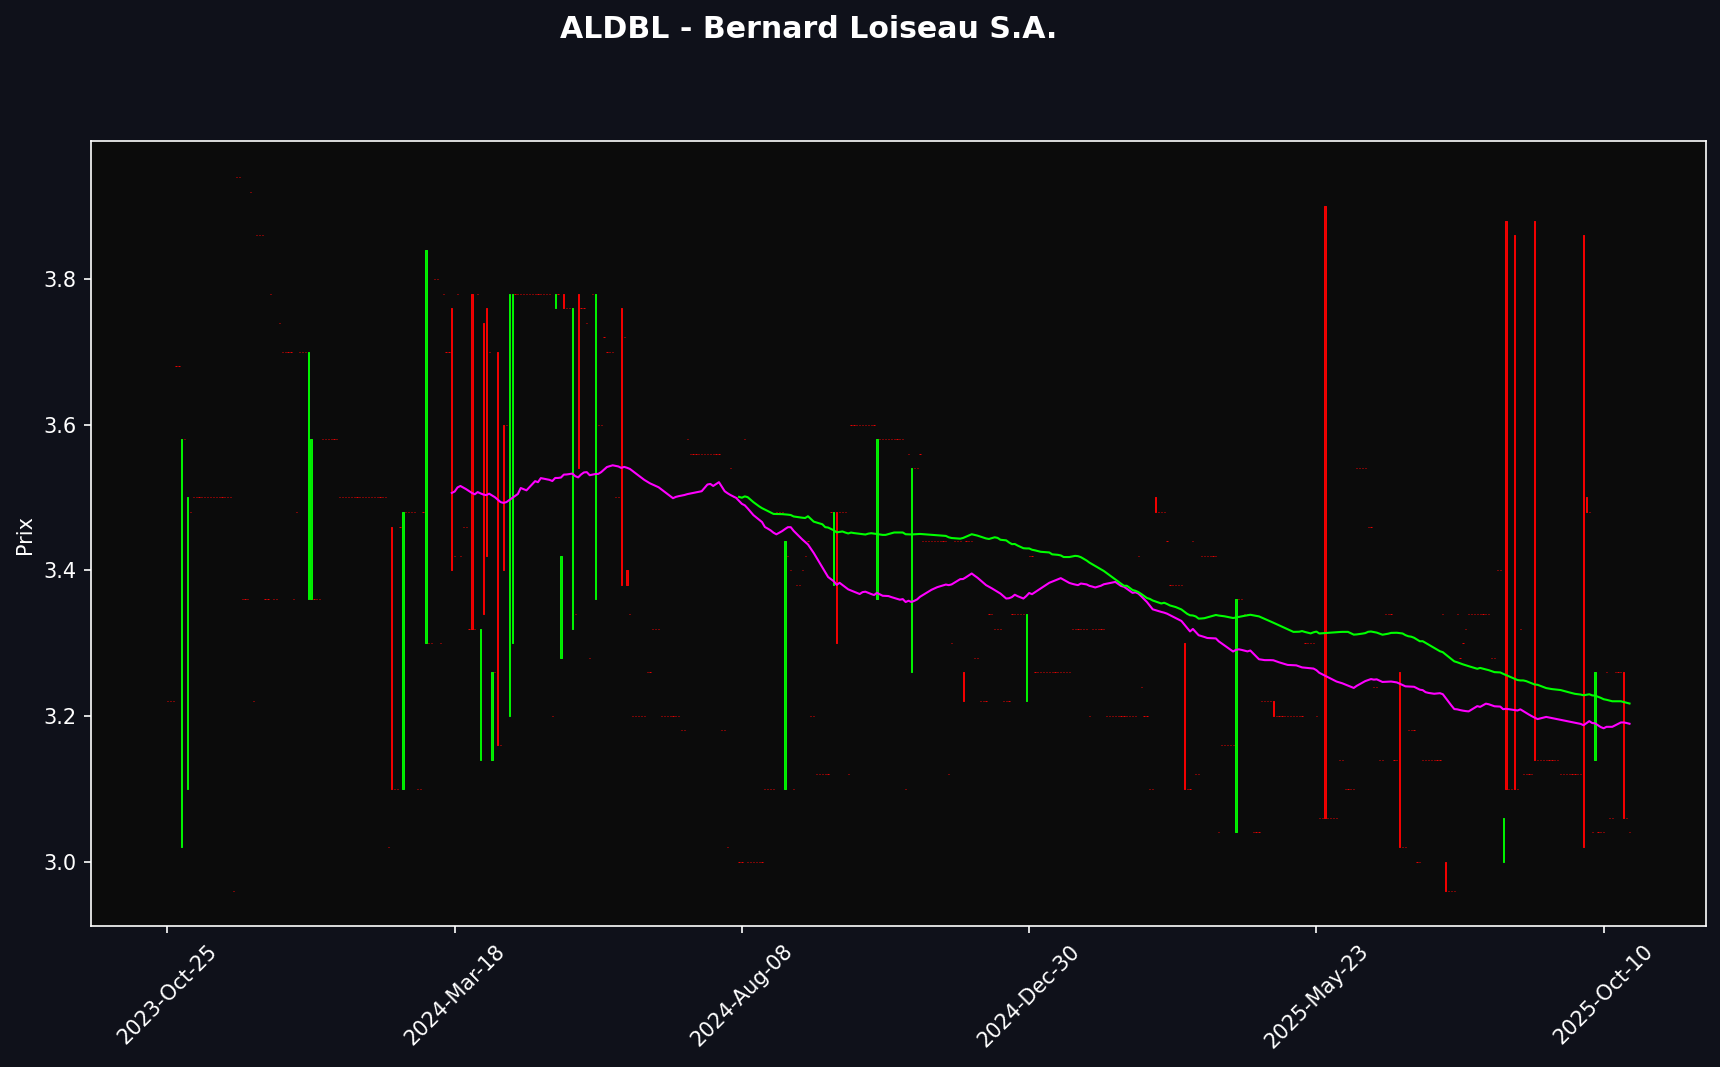 ALDBL - Bernard Loiseau S.A.
Prix
3.8
3.6
3.4
3.2
3.0
2023-Oct-25
2024-Mar-18
2024-Aug-08
2024-Dec-30
2025-May-23
2025-Oct-10